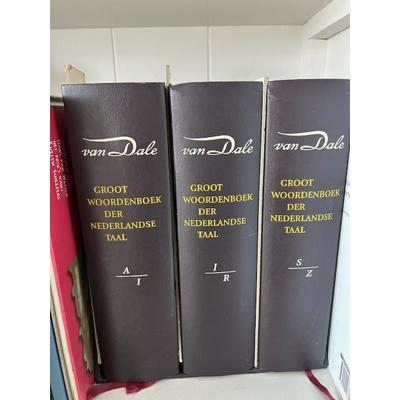 van Dale
GROOT
WOORDENBOEK
DER
NEDERLANDSE
TAAL
A
I
van Dale
GROOT
WOORDENBOEK
DER
NEDERLANDSE
TAAL
J
R
van Dale
GROOT
WOORDENBOEK
DER
NEDERLANDSE
TAAL
S
Z